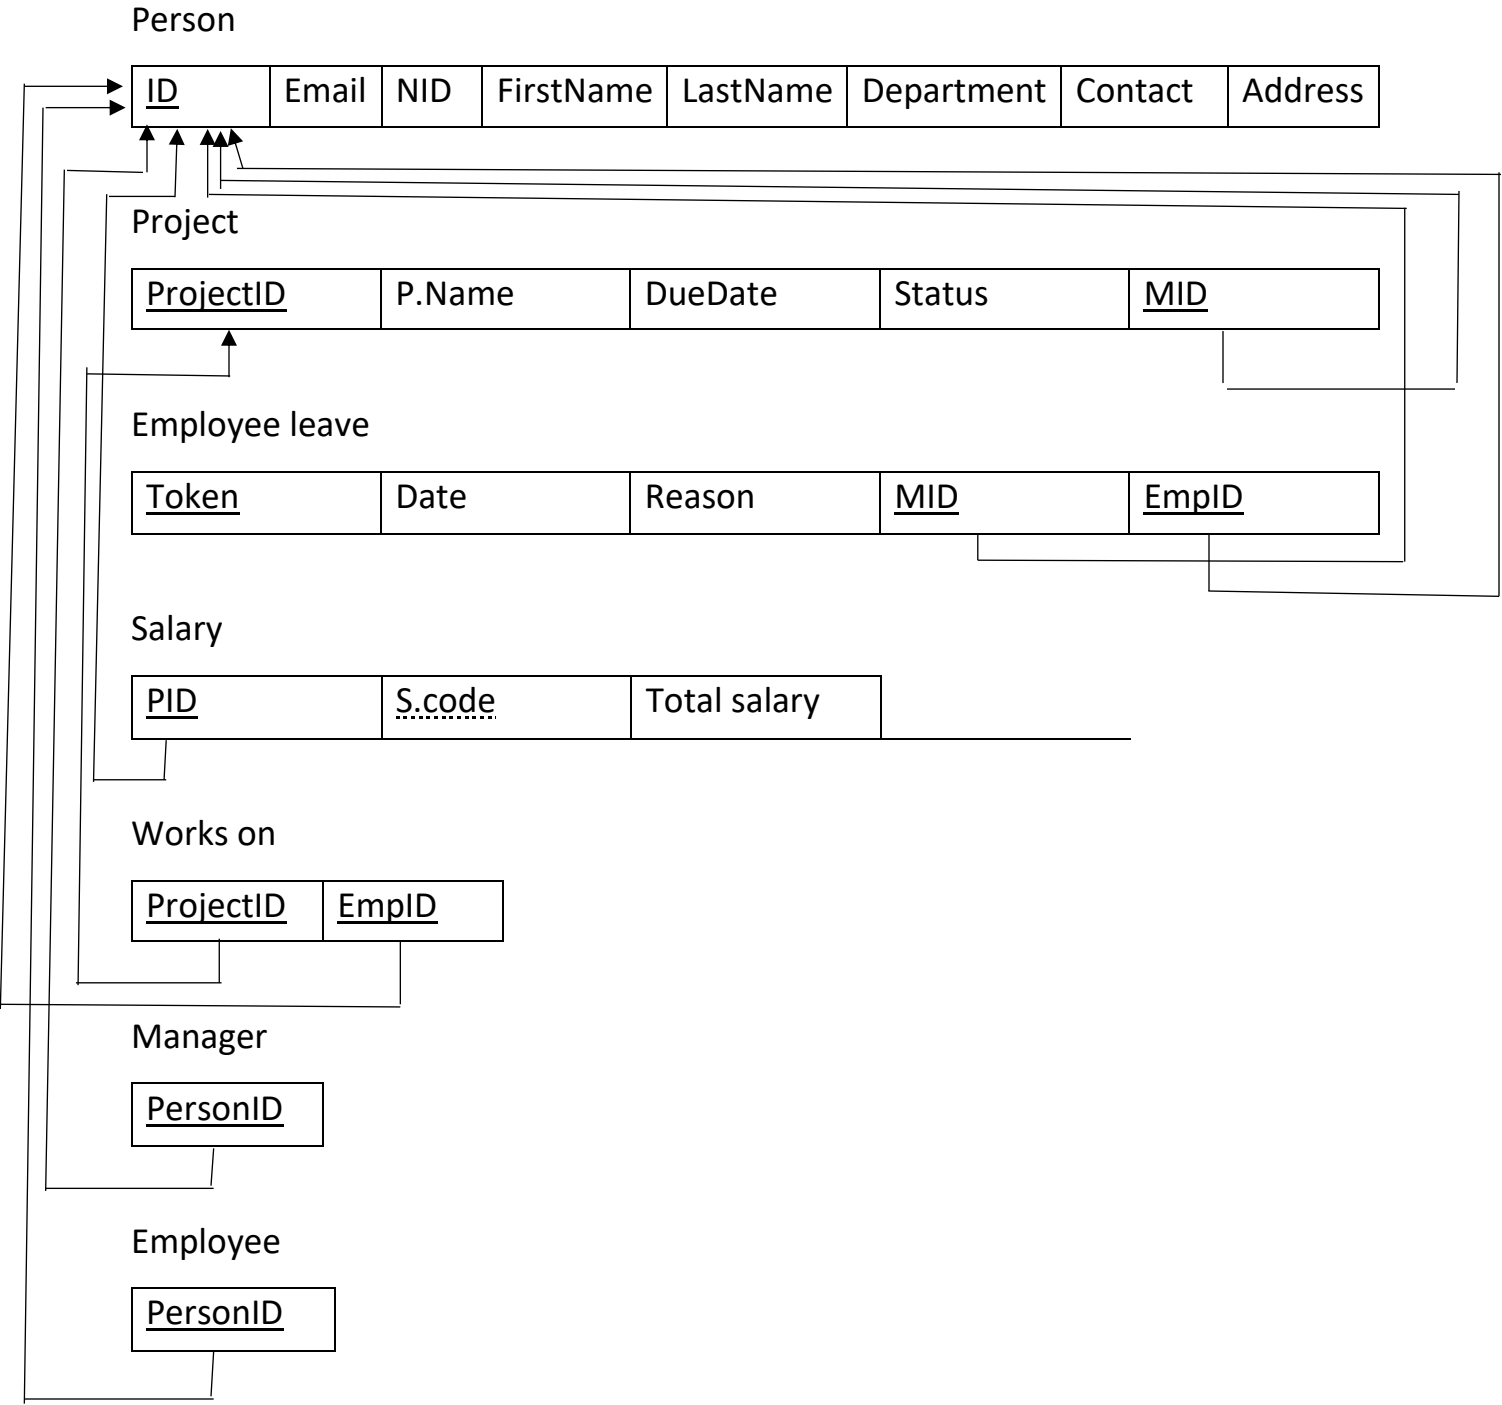 Person
ID Email NID FirstName LastName Department Contact Address
Project
ProjectID P.Name DueDate Status MID
Employee leave
Token Date Reason MID EmpID
Salary
PID S.code Total salary
Works on
ProjectID EmpID
Manager
PersonID
Employee
PersonID